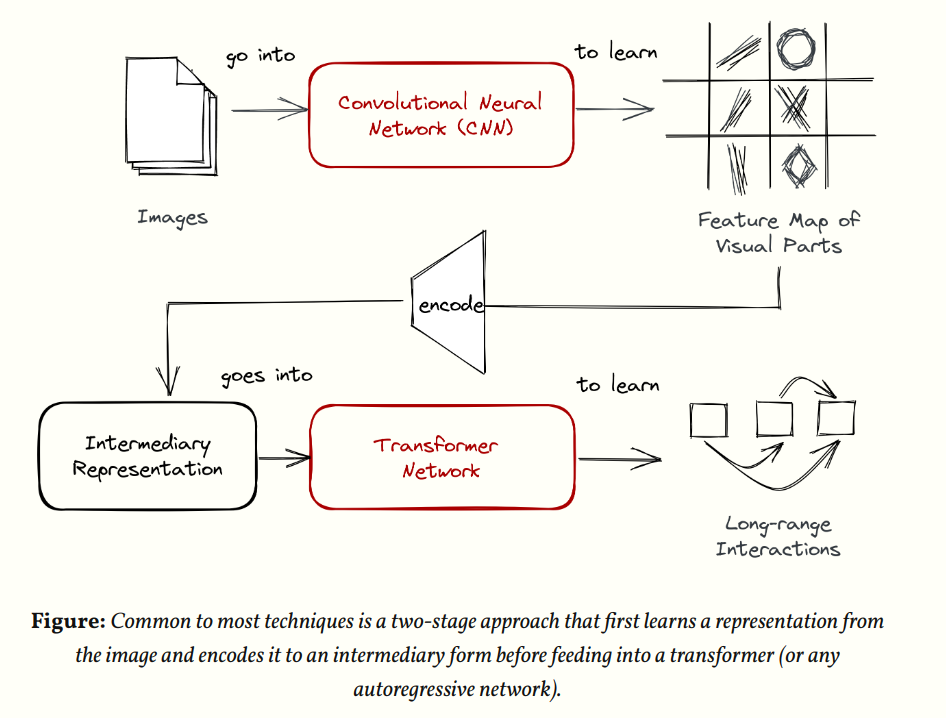 go into
to learn
Convolutional Neural
Network (CNN)
Images
Feature Map of
Visual Parts
encode
goes into
to learn
Intermediary
Representation
Transformer
Network
Long-range
Interactions
Figure: Common to most techniques is a two-stage approach that first learns a representation from
the image and encodes it to an intermediary form before feeding into a transformer (or any
autoregressive network).